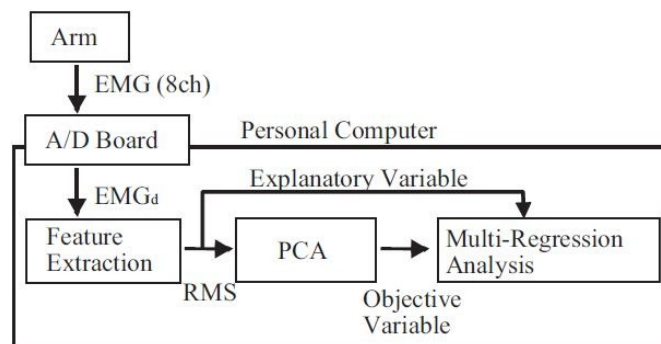 Arm
EMG (8ch)
A/D Board
Personal Computer
EMGd
Explanatory Variable
Feature
Extraction
RMS
PCA
Multi-Regression
Analysis
Objective
Variable